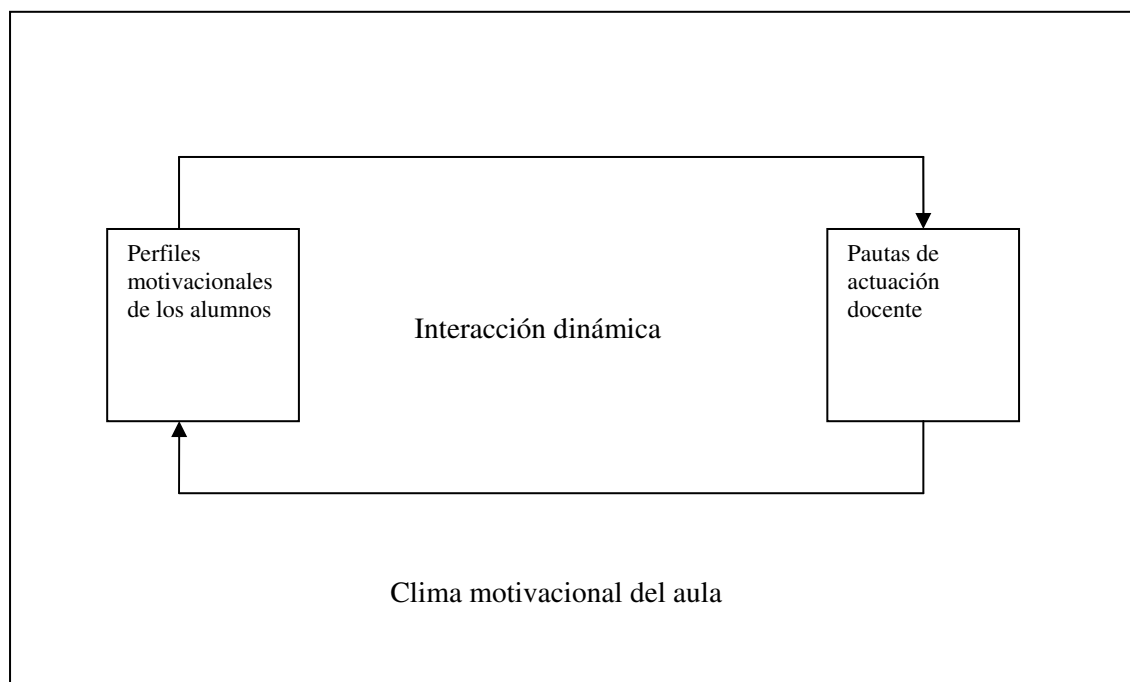 Perfiles
motivacionales
de los alumnos
Pautas de
actuación
docente
Interacción dinámica
Clima motivacional del aula